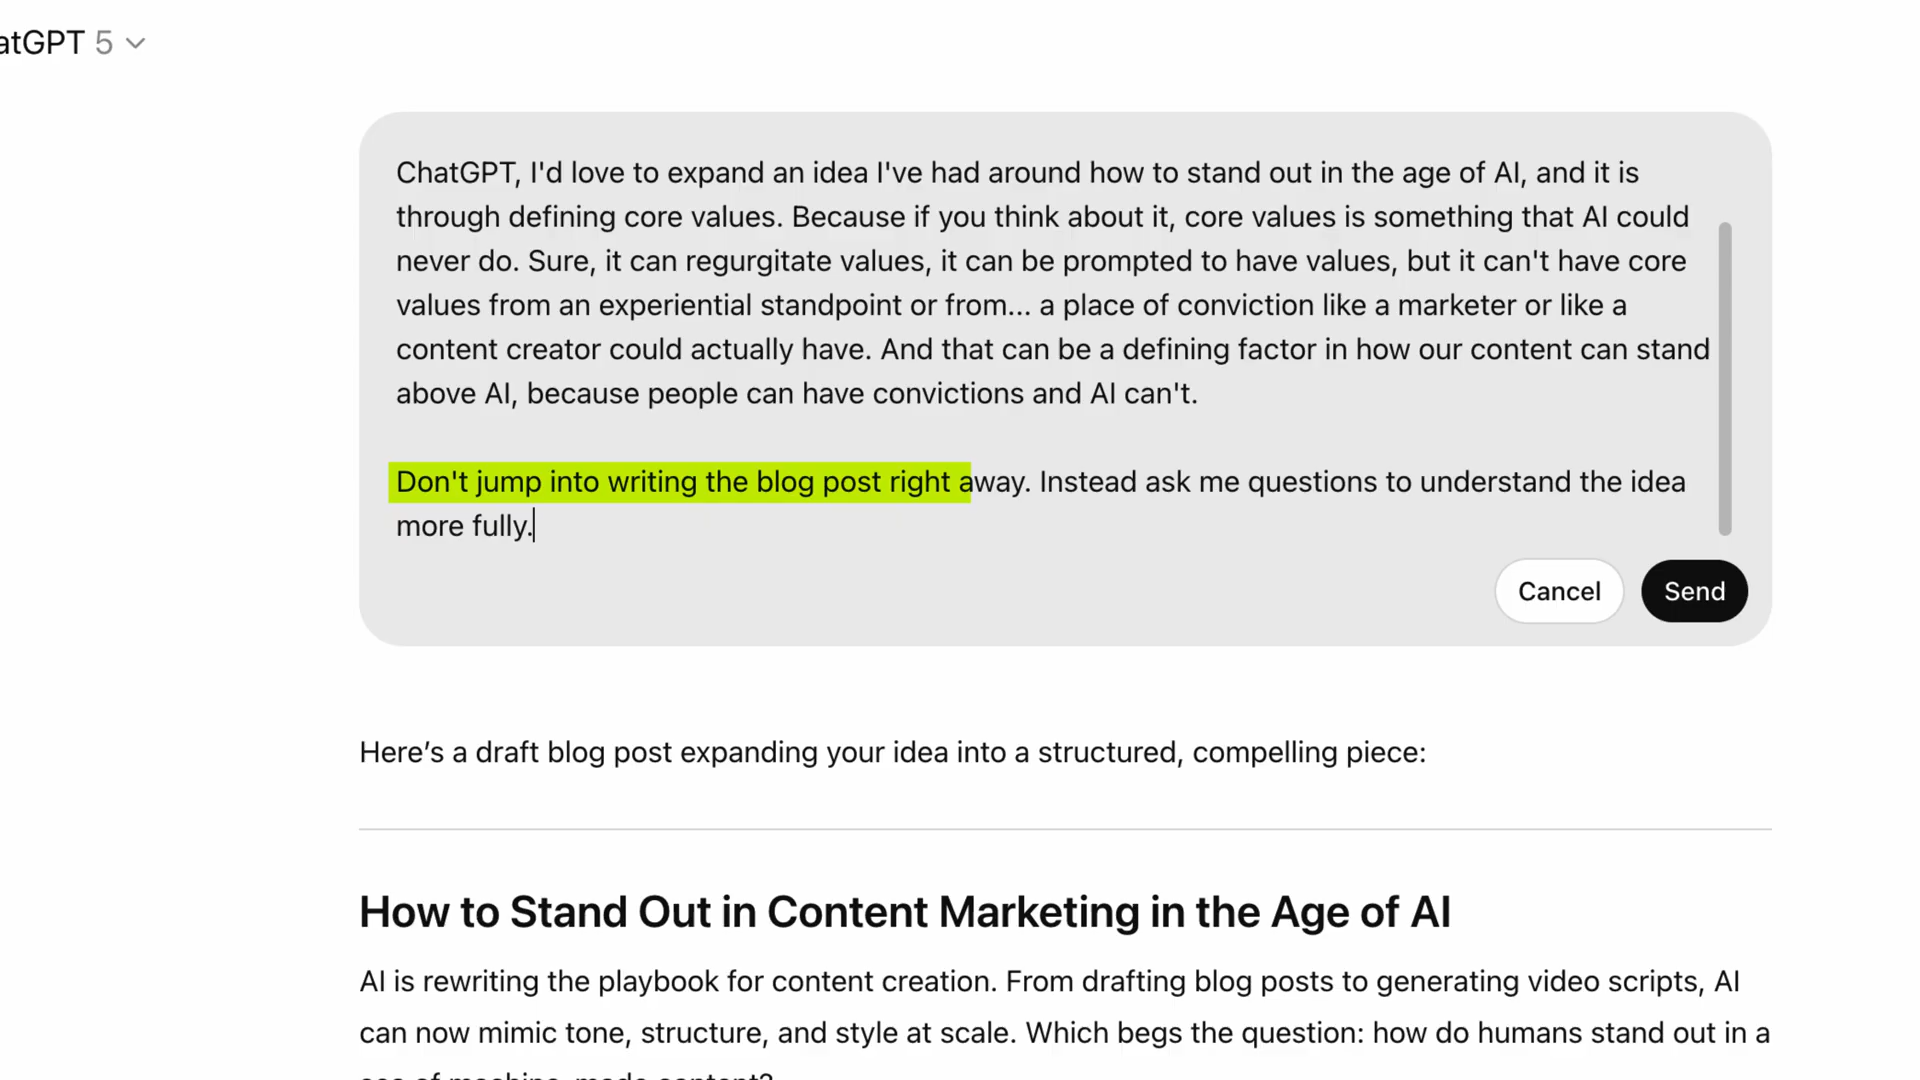 atGPT 5
ChatGPT, I'd love to expand an idea I've had around how to stand out in the age of AI, and it is
through defining core values. Because if you think about it, core values is something that AI could
never do. Sure, it can regurgitate values, it can be prompted to have values, but it can't have core
values from an experiential standpoint or from... a place of conviction like a marketer or like a
content creator could actually have. And that can be a defining factor in how our content can stand
above AI, because people can have convictions and AI can't.
Don't jump into writing the blog post right away. Instead ask me questions to understand the idea
more fully.
Cancel Send
Here’s a draft blog post expanding your idea into a structured, compelling piece:
How to Stand Out in Content Marketing in the Age of AI
AI is rewriting the playbook for content creation. From drafting blog posts to generating video scripts, AI
can now mimic tone, structure, and style at scale. Which begs the question: how do humans stand out in a